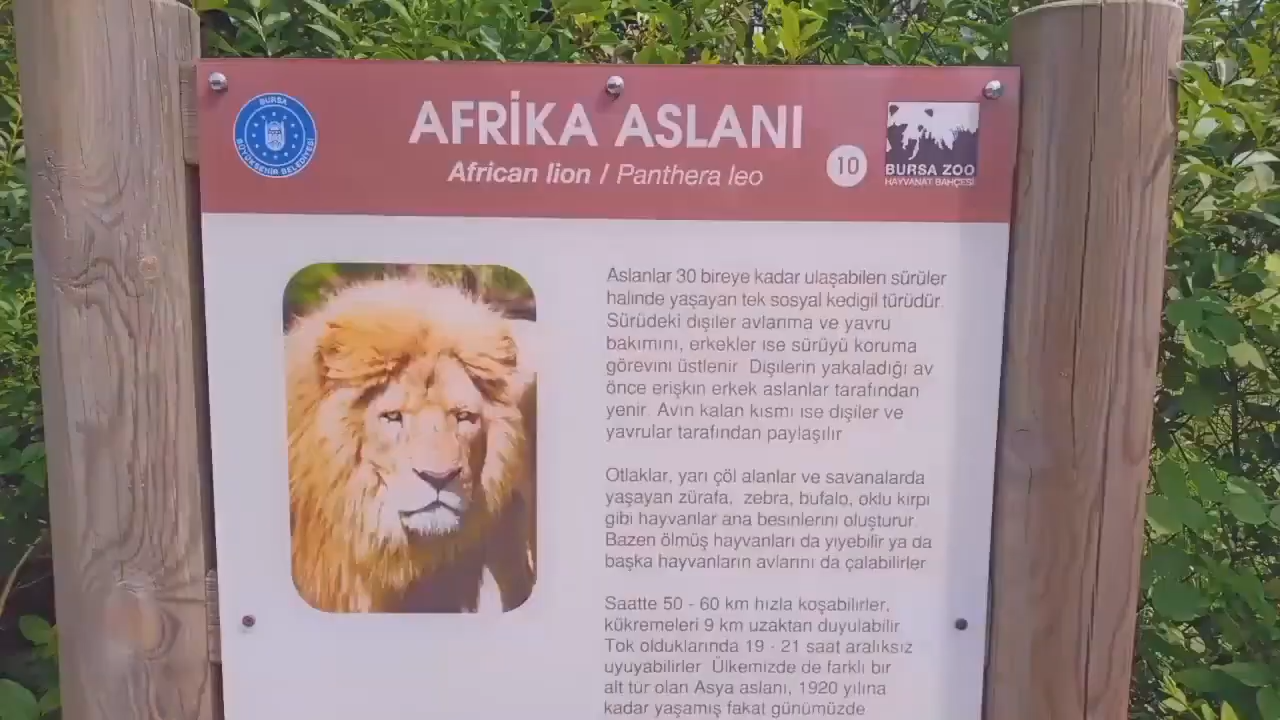 BURSA
BÜYÜKŞEHİR BELEDİYESİ
AFRİKA ASLANI
African lion / Panthera leo
10
BURSA ZOO
HAYVANAT BAHÇESİ
Aslanlar 30 bireye kadar ulaşabilen sürüler
halinde yaşayan tek sosyal kedigil türüdür.
Sürüdeki dişiler avlanma ve yavru
bakımını, erkekler ise sürüyü koruma
görevini üstlenir. Dişilerin yakaladığı av
önce erişkin erkek aslanlar tarafından
yenir. Avın kalan kısmı ise dişiler ve
yavrular tarafından paylaşılır
Otlaklar, yarı çöl alanlar ve savanalarda
yaşayan zürafa, zebra, bufalo, oklu kirpi
gibi hayvanlar ana besinlerini oluşturur.
Bazen ölmüş hayvanları da yiyebilir ya da
başka hayvanların avlarını da çalabilirler
Saatte 50 - 60 km hızla koşabilirler,
kükremeleri 9 km uzaktan duyulabilir.
Tok olduklarında 19 - 21 saat aralıksız
uyuyabilirler. Ülkemizde de farklı bir
alt tür olan Asya aslanı, 1920 yılına
kadar yaşamış fakat günümüzde